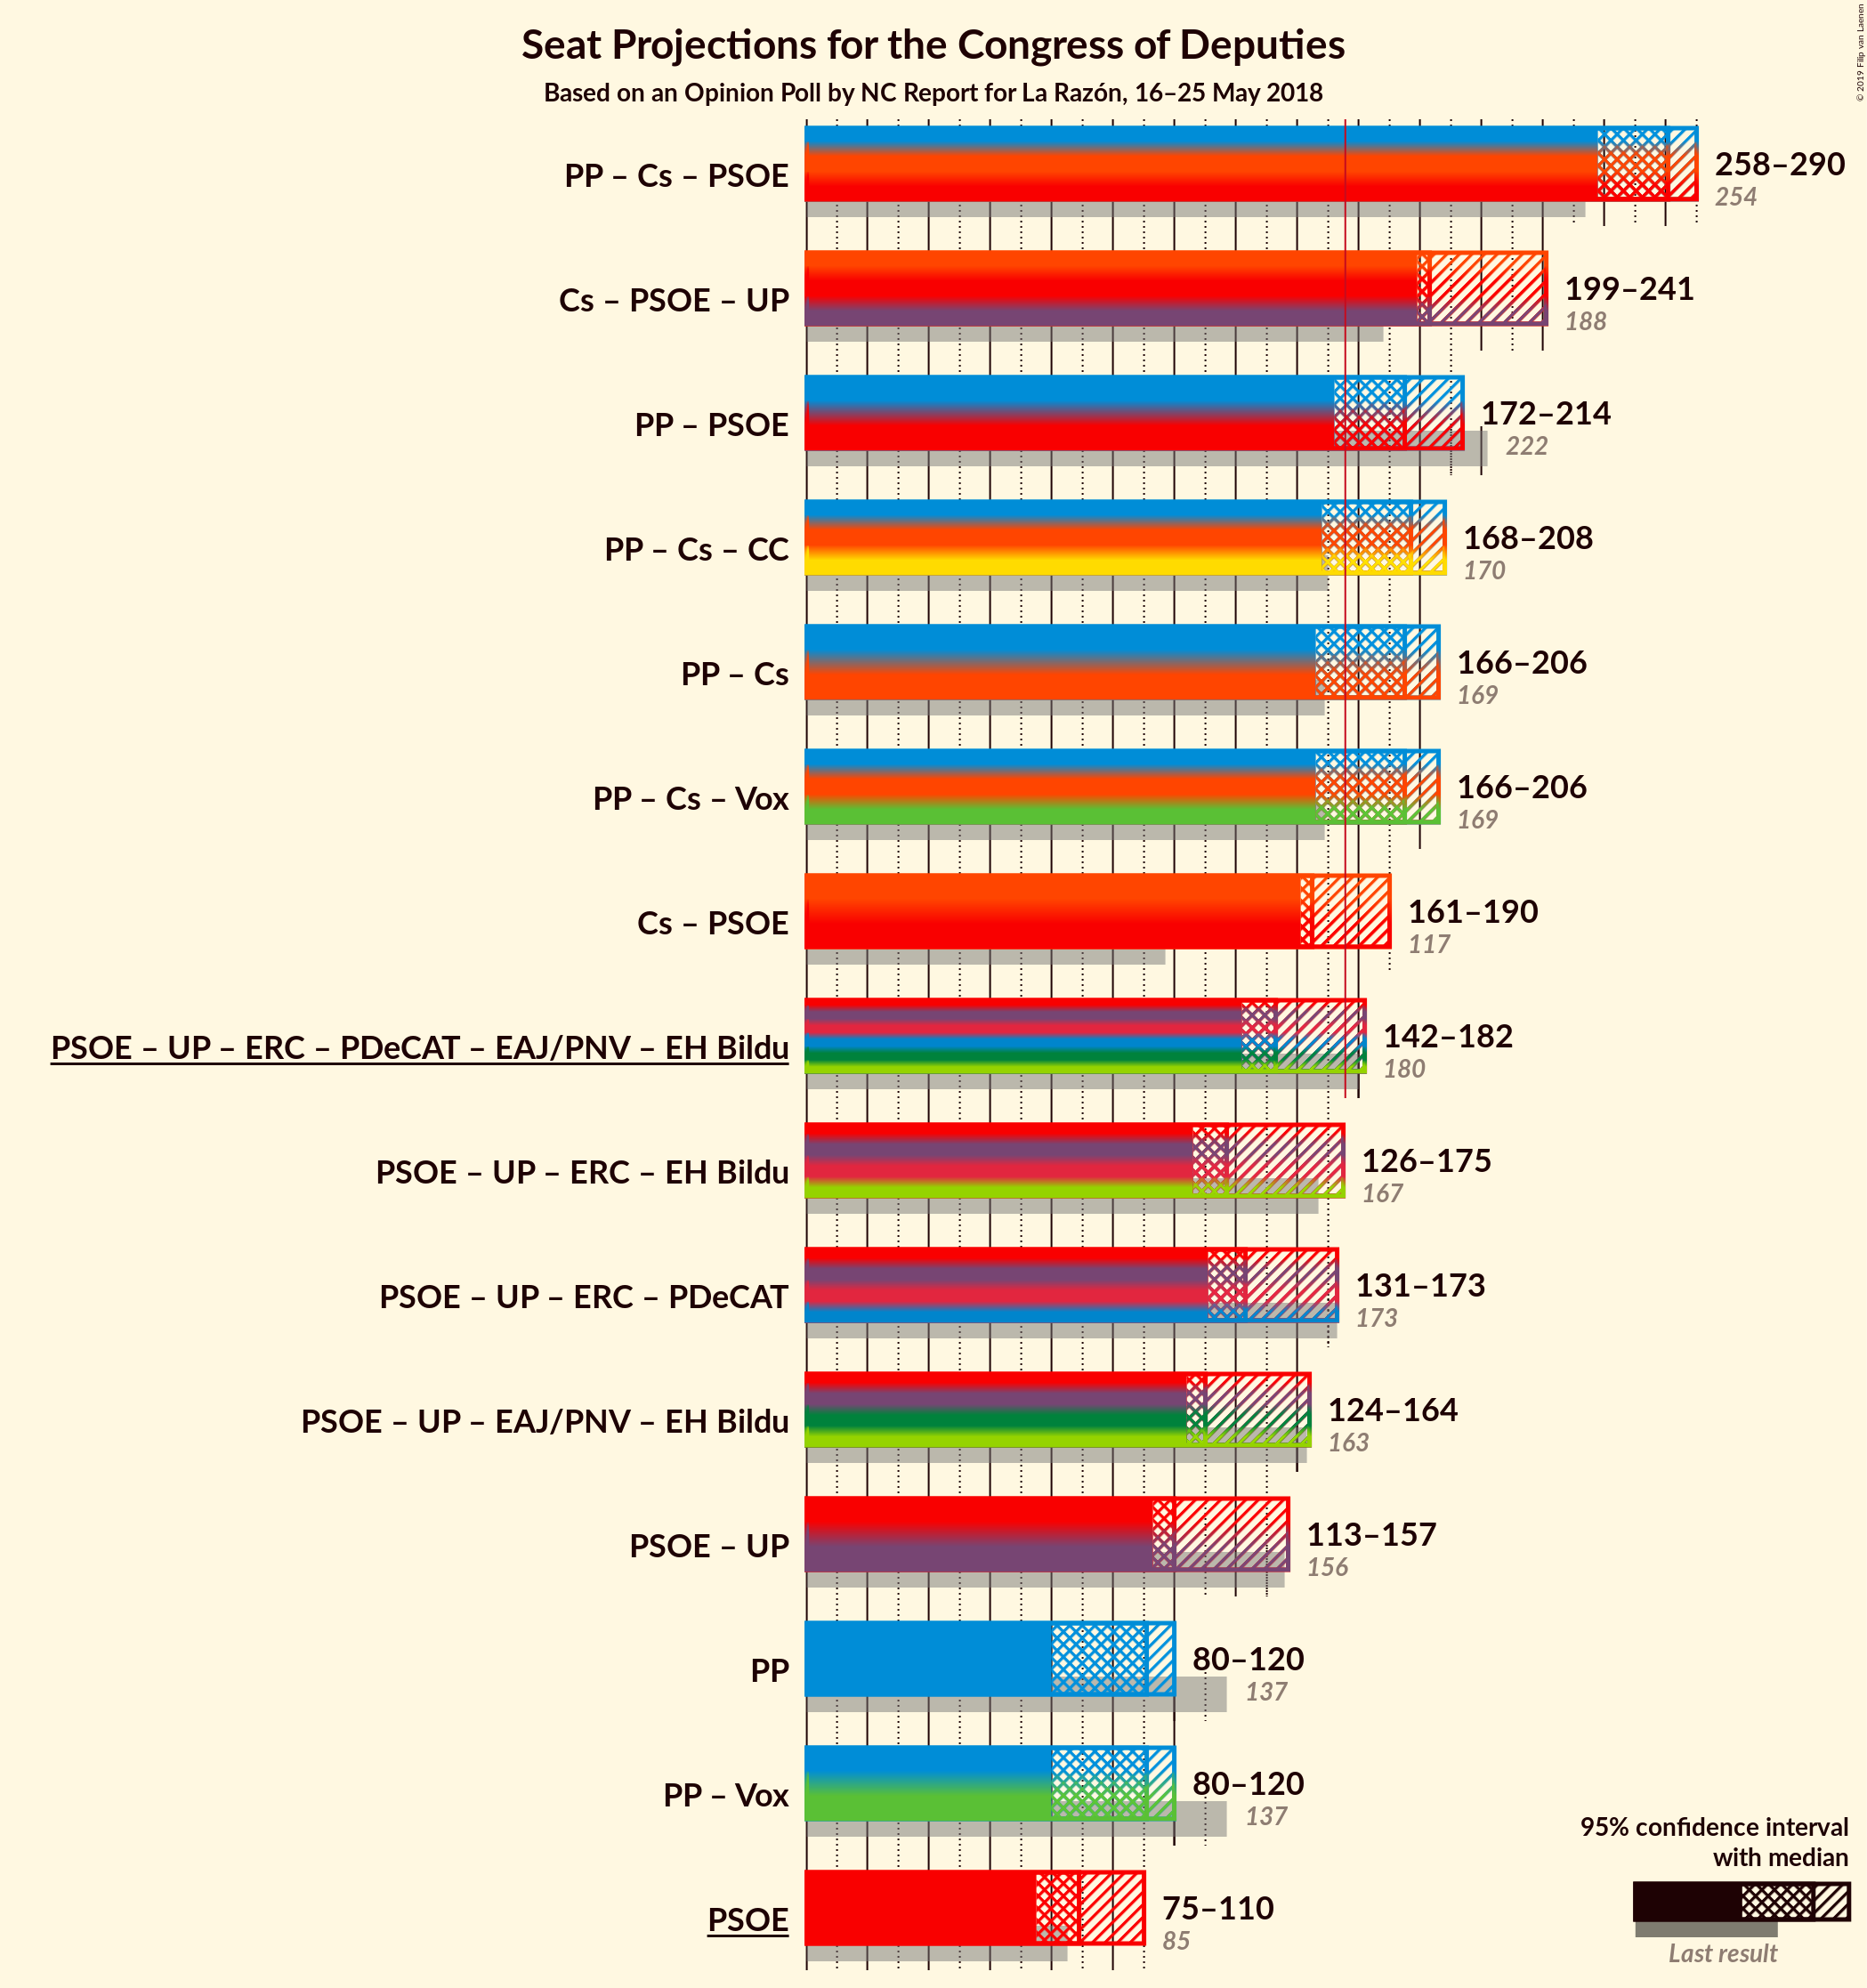 Seat Projections for the Congress of Deputies
Based on an Opinion Poll by NC Report for La Razón, 16–25 May 2018
© 2019 Filip van Laenen
PP – Cs – PSOE
258–290
254
Cs – PSOE – UP
199–241
188
PP – PSOE
172–214
222
PP – Cs – CC
168–208
170
PP – Cs
166–206
169
PP – Cs – Vox
166–206
169
Cs – PSOE
161–190
117
PSOE – UP – ERC – PDeCAT – EAJ/PNV – EH Bildu
142–182
180
PSOE – UP – ERC – EH Bildu
126–175
167
PSOE – UP – ERC – PDeCAT
131–173
173
PSOE – UP – EAJ/PNV – EH Bildu
124–164
163
PSOE – UP
113–157
156
PP
80–120
137
PP – Vox
80–120
137
PSOE
75–110
85
95% confidence interval
with median
Last result